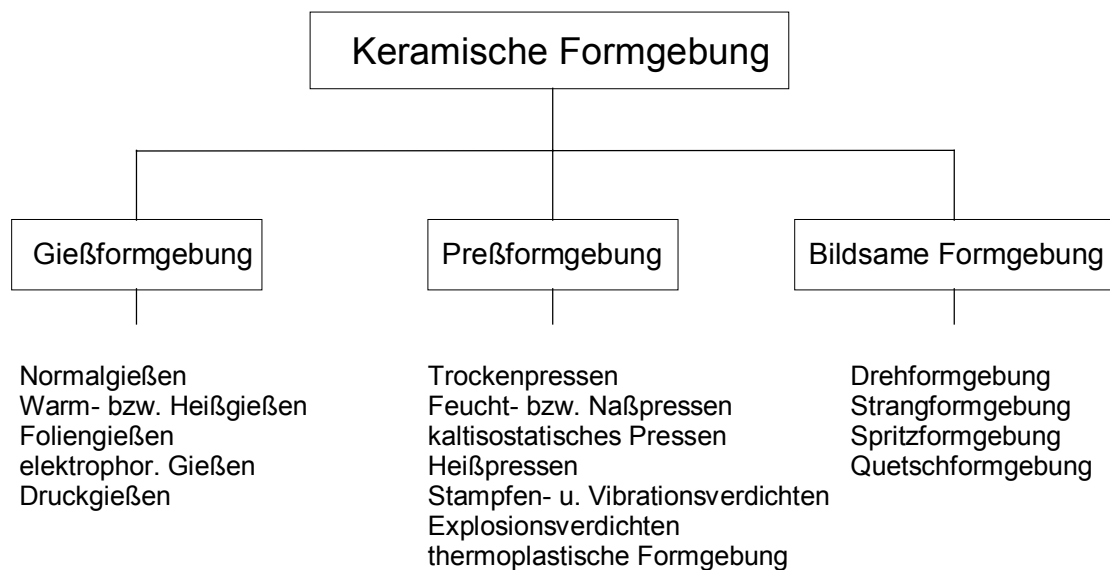 Keramische Formgebung
Gießformgebung
Preßformgebung
Bildsame Formgebung
Normalgießen
Warm- bzw. Heißgießen
Foliengießen
elektrophor. Gießen
Druckgießen
Trockenpressen
Feucht- bzw. Naßpressen
kaltisostatisches Pressen
Heißpressen
Stampfen- u. Vibrationsverdichten
Explosionsverdichten
thermoplastische Formgebung
Drehformgebung
Strangformgebung
Spritzformgebung
Quetschformgebung